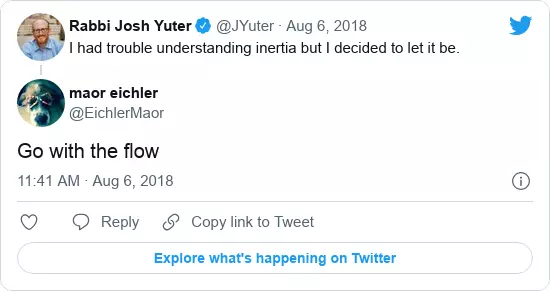 Rabbi Josh Yuter @JYuter · Aug 6, 2018
I had trouble understanding inertia but I decided to let it be.
maor eichler
@EichlerMaor
Go with the flow
11:41 AM · Aug 6, 2018
Reply Copy link to Tweet
Explore what's happening on Twitter